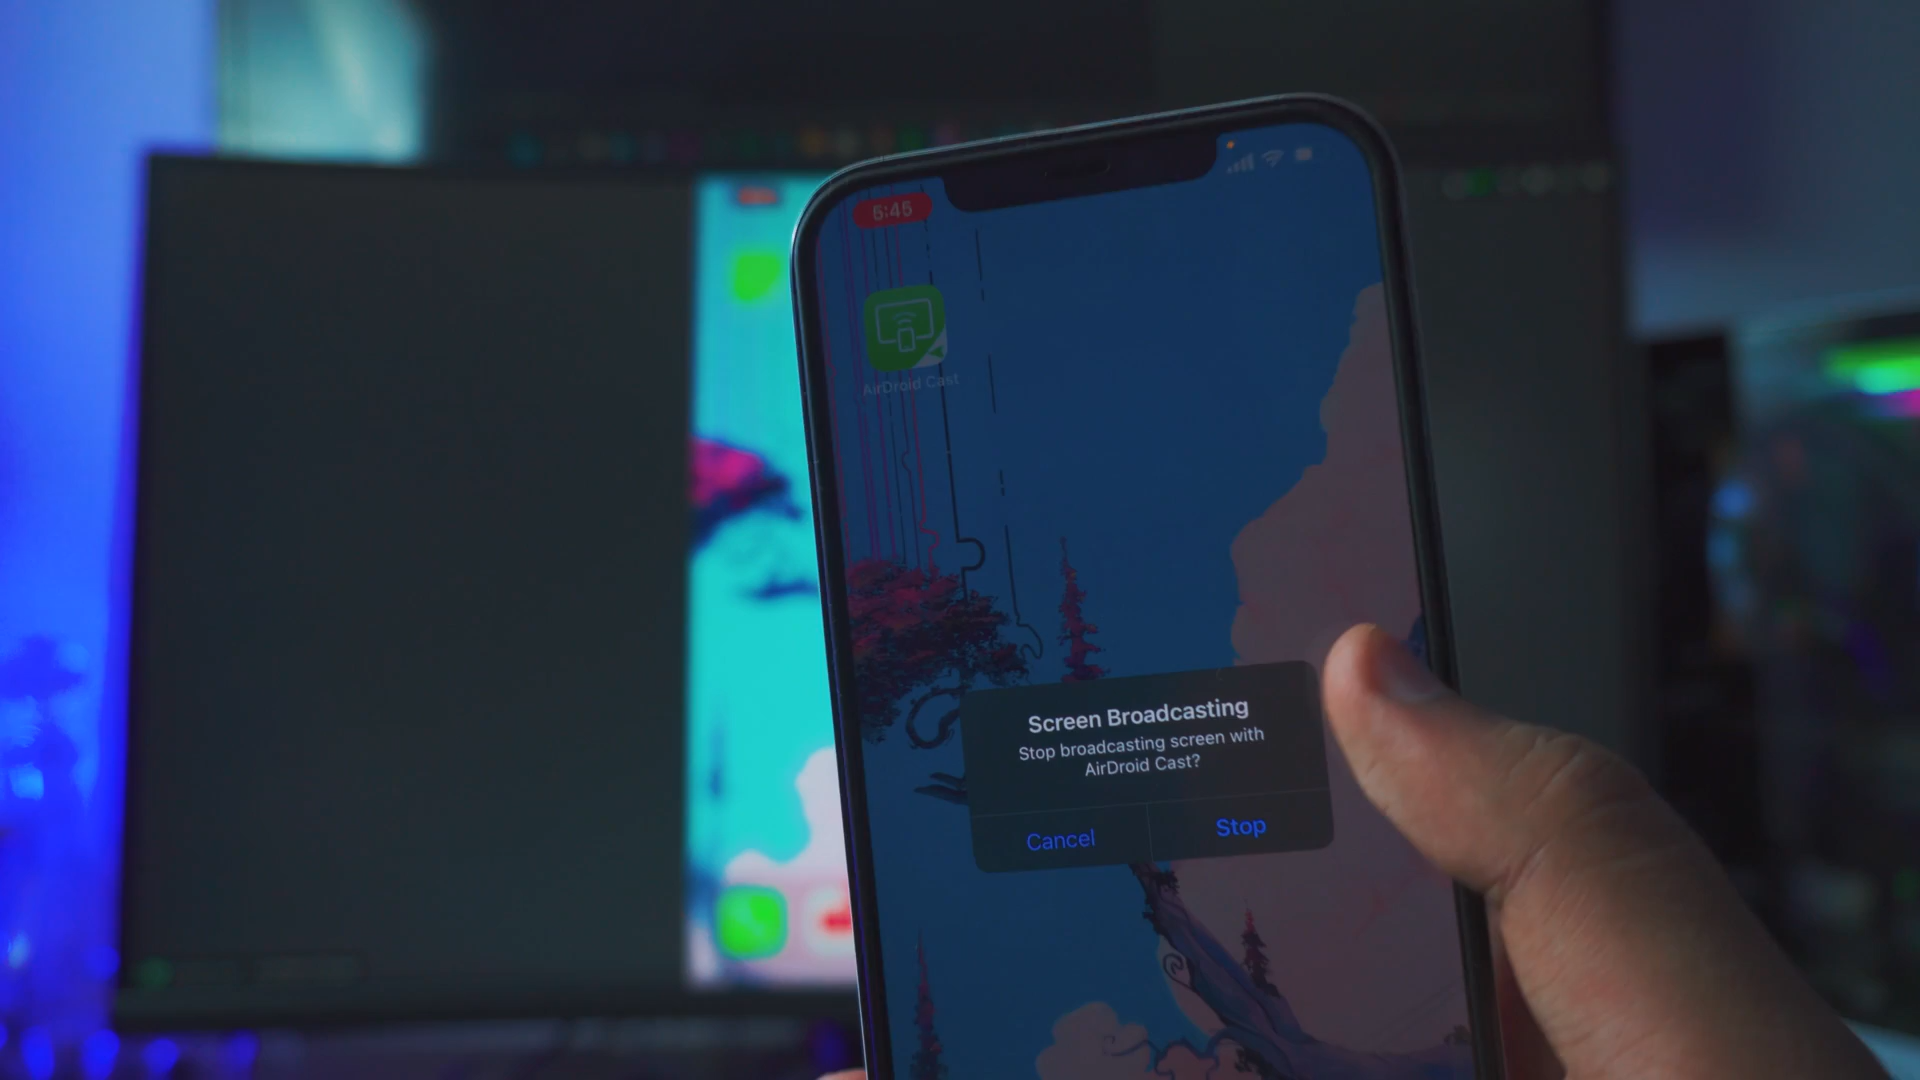 6:45
AirDroid Cast
Screen Broadcasting
Stop broadcasting screen with
AirDroid Cast?
Cancel
Stop